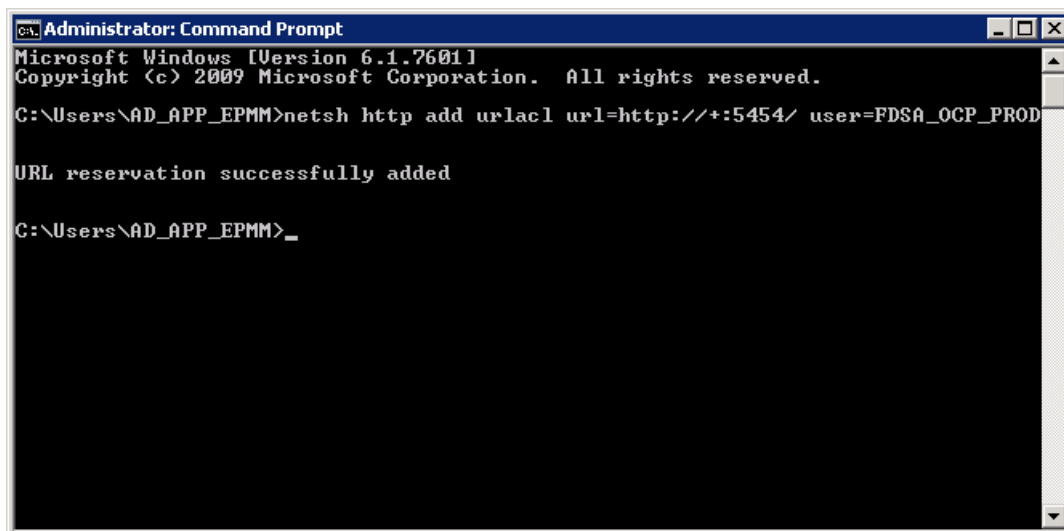 Administrator: Command Prompt
Microsoft Windows [Version 6.1.7601]
Copyright (c) 2009 Microsoft Corporation.  All rights reserved.
C:\Users\AD_APP_EPMM>netsh http add urlacl url=http://+:5454/ user=FDSA_OCP_PROD
URL reservation successfully added
C:\Users\AD_APP_EPMM>_